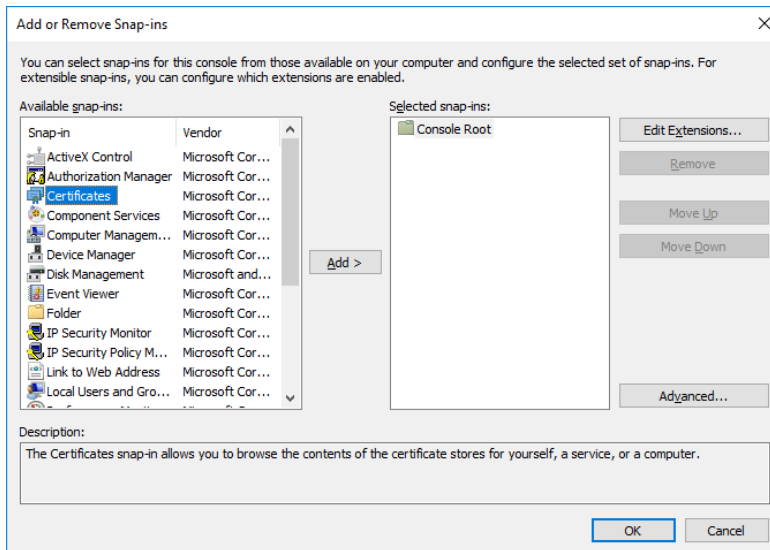 Add or Remove Snap-ins
You can select snap-ins for this console from those available on your computer and configure the selected set of snap-ins. For
extensible snap-ins, you can configure which extensions are enabled.
Available snap-ins:
Selected snap-ins:
Snap-in Vendor
ActiveX Control Microsoft Cor...
Authorization Manager Microsoft Cor...
Certificates Microsoft Cor...
Component Services Microsoft Cor...
Computer Managem... Microsoft Cor...
Device Manager Microsoft Cor...
Disk Management Microsoft and...
Event Viewer Microsoft Cor...
Folder Microsoft Cor...
IP Security Monitor Microsoft Cor...
IP Security Policy M... Microsoft Cor...
Link to Web Address Microsoft Cor...
Local Users and Gro... Microsoft Cor...
Add >
Console Root
Edit Extensions...
Remove
Move Up
Move Down
Advanced...
Description:
The Certificates snap-in allows you to browse the contents of the certificate stores for yourself, a service, or a computer.
OK
Cancel